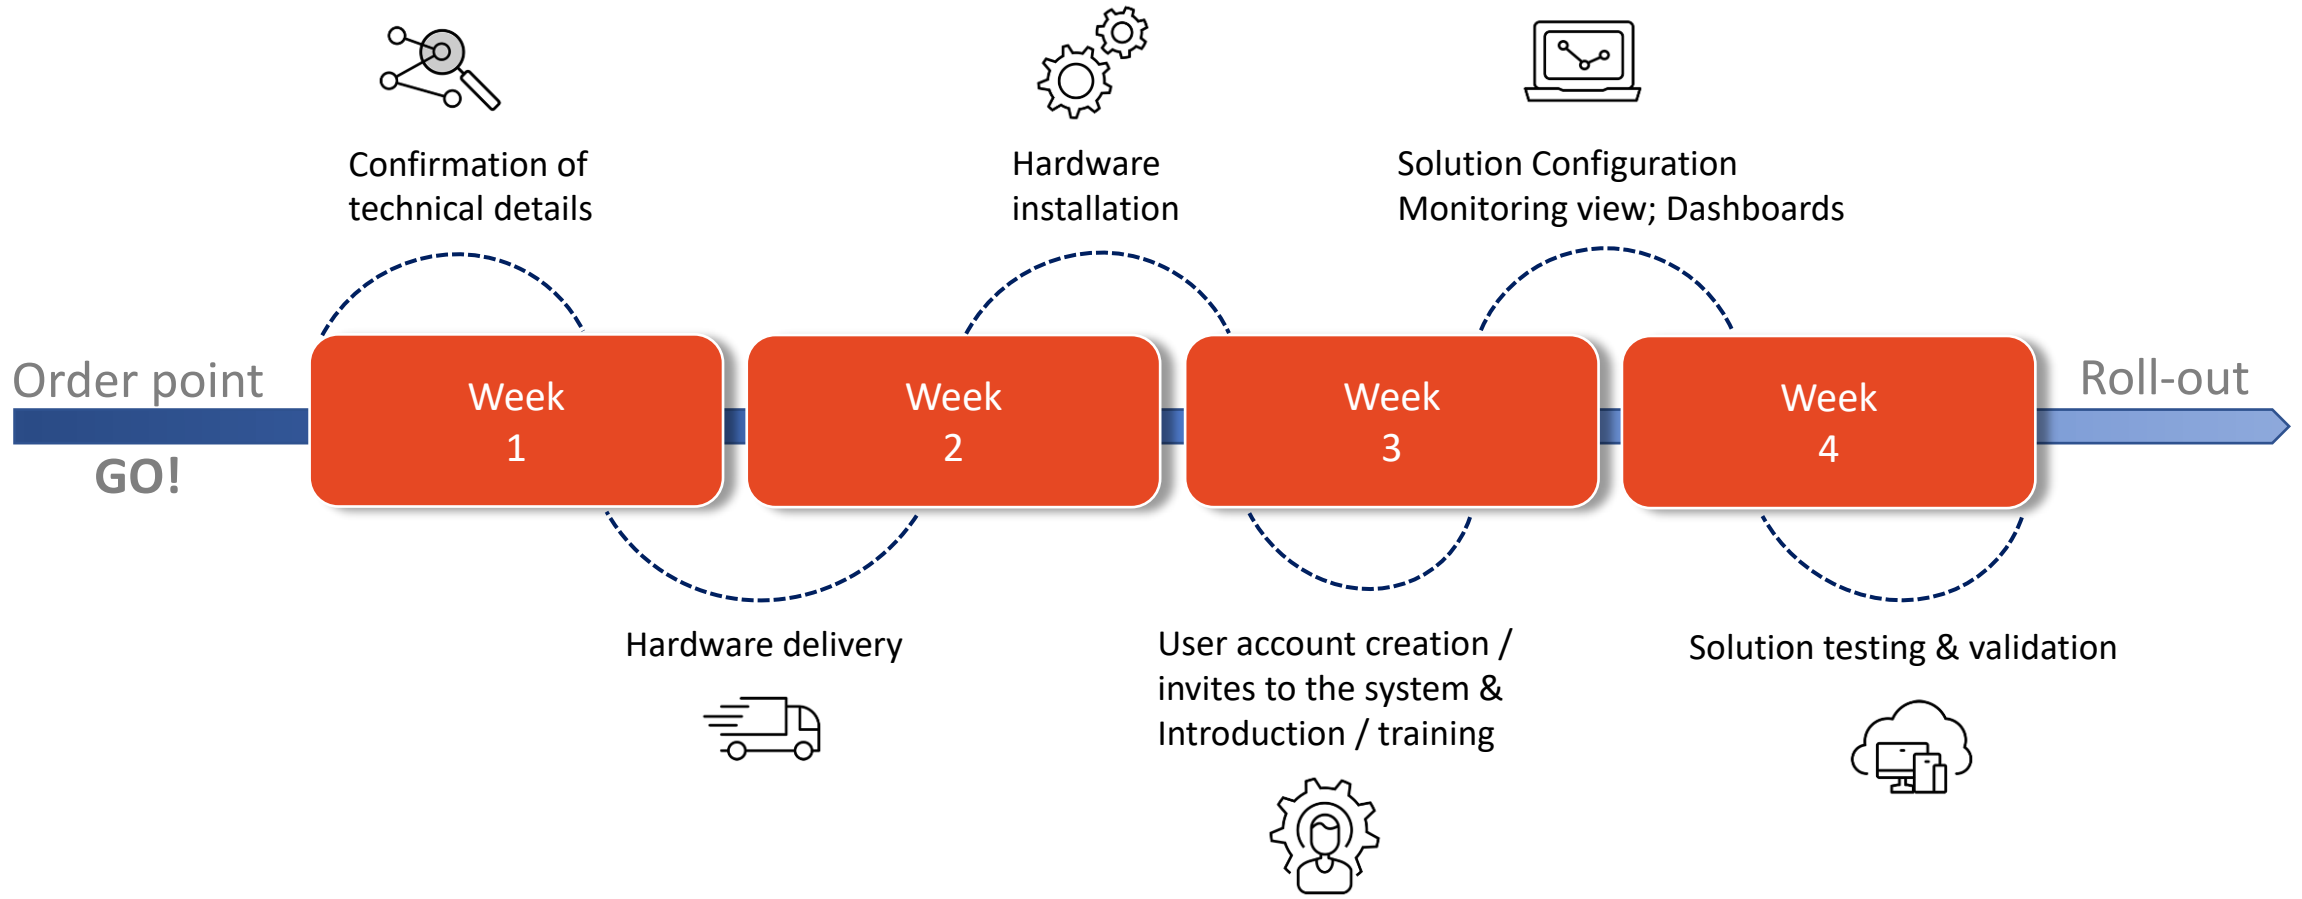 Confirmation of
technical details
Hardware
installation
Solution Configuration
Monitoring view; Dashboards
Order point
GO!
Week
1
Week
2
Week
3
Week
4
Roll-out
Hardware delivery
User account creation /
invites to the system &
Introduction / training
Solution testing & validation